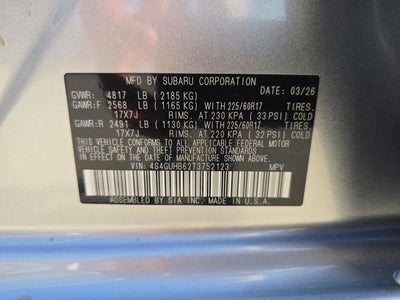 MFD BY SUBARU CORPORATION DATE 03/26
GVWR: 4817 LB (2185 KG)
GAWR:F 2568 LB (1165 KG) WITH 225/60R17 TIRES.
17X7J RIMS. AT 230 KPA (33 PSI) COLD
GAWR:R 2491 LB (1130 KG) WITH 225/60R17 TIRES.
17X7J RIMS. AT 220 KPA (32 PSI) COLD
THIS VEHICLE CONFORMS TO ALL APPLICABLE FEDERAL MOTOR
VEHICLE SAFETY AND THEFT PREVENTION STANDARDS IN EFFECT
ON THE DATE OF MANUFACTURE SHOWN ABOVE.
VIN: 4S4GUHB62T3752123 MPV
ASSEMBLED BY SIA INC. MADE IN U.S.A.